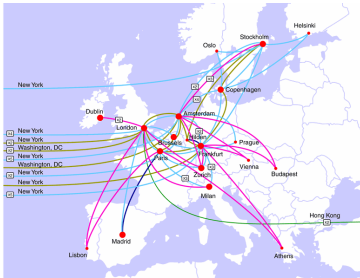 Helsinki
Stockholm
Oslo
New York
Copenhagen
Dublin
Amsterdam
London
New York
New York
Washington, DC
Brussels
Hilden
Prague
New York
Paris
Frankfurt
Washington, DC
Vienna
New York
Zurich
Budapest
New York
Milan
Hong Kong
Madrid
Lisbon
Athens